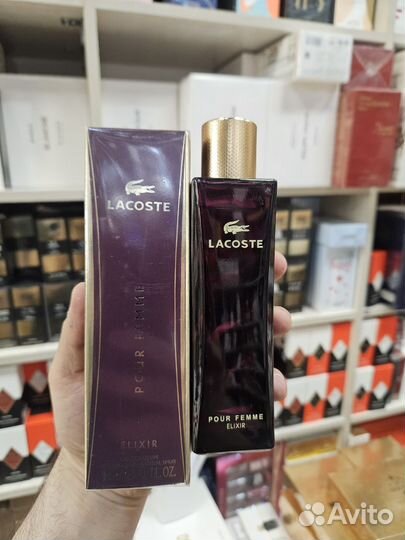 LACOSTE
POUR FEMME
ELIXIR
LACOSTE
POUR FEMME
ELIXIR
Avito